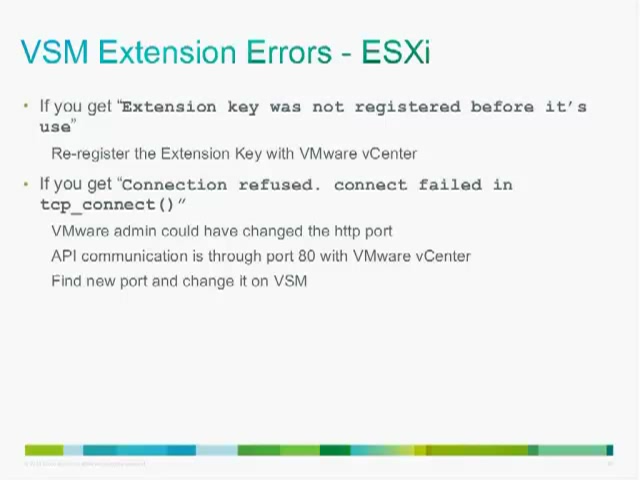 VSM Extension Errors - ESXi
• If you get “Extension key was not registered before it’s
use”
Re-register the Extension Key with VMware vCenter
• If you get “Connection refused. connect failed in
tcp_connect()”
VMware admin could have changed the http port
API communication is through port 80 with VMware vCenter
Find new port and change it on VSM